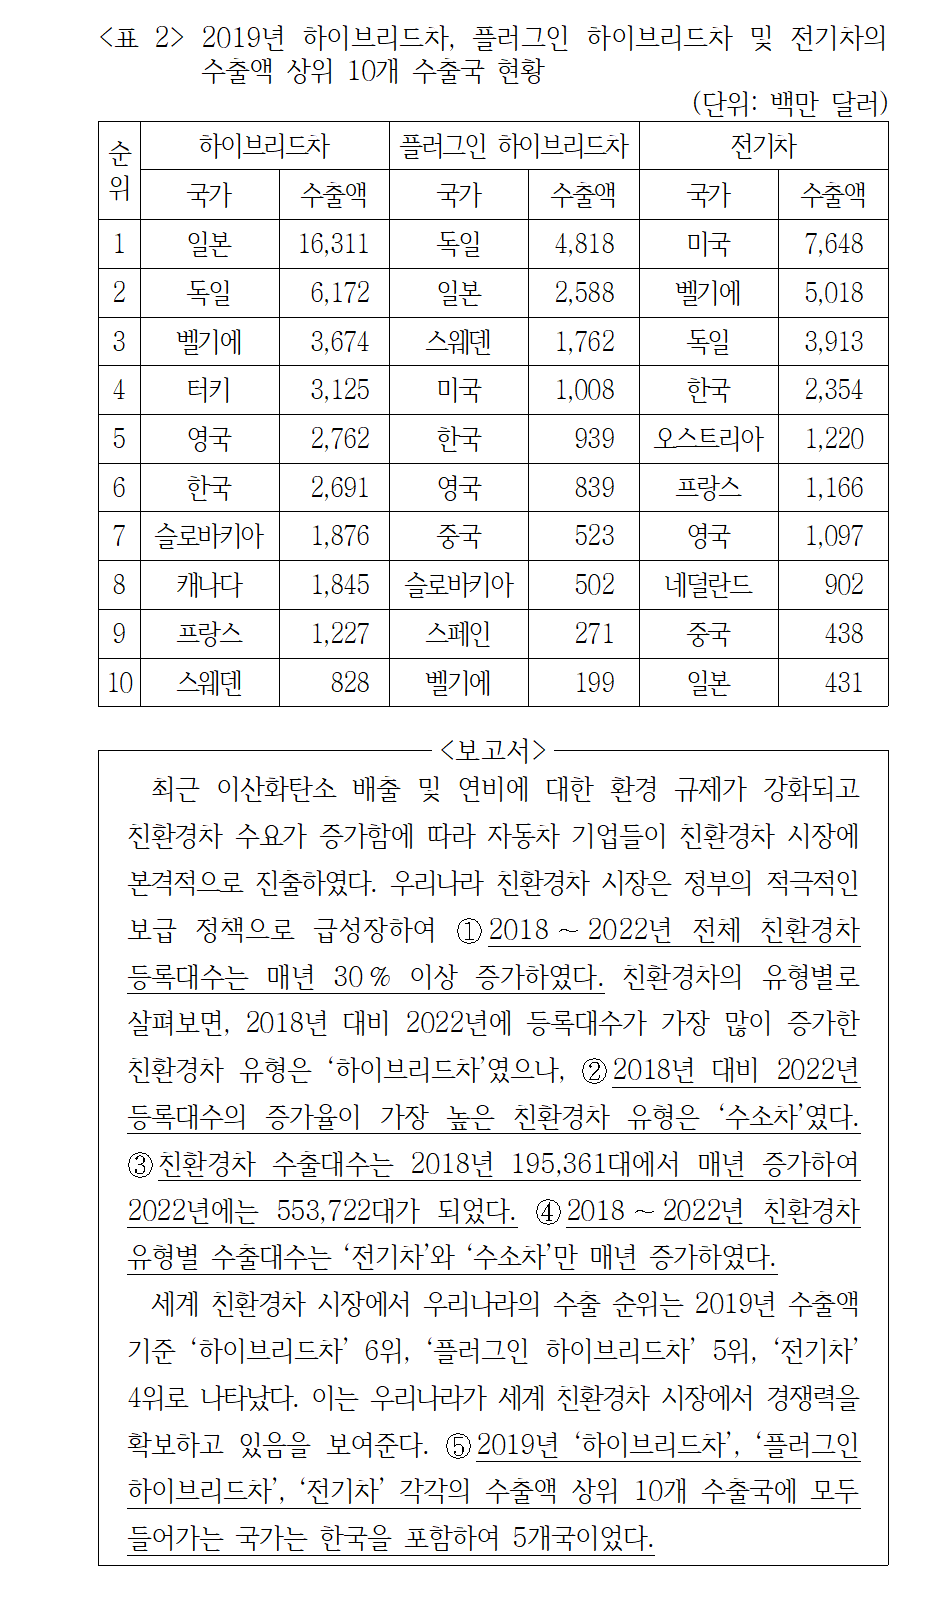 <표 2> 2019년 하이브리드차, 플러그인 하이브리드차 및 전기차의
수출액 상위 10개 수출국 현황
(단위: 백만 달러)
순위 하이브리드차 플러그인 하이브리드차 전기차
국가 수출액 국가 수출액 국가 수출액
1 일본 16,311 독일 4,818 미국 7,648
2 독일 6,172 일본 2,588 벨기에 5,018
3 벨기에 3,674 스웨덴 1,762 독일 3,913
4 터키 3,125 미국 1,008 한국 2,354
5 영국 2,762 한국 939 오스트리아 1,220
6 한국 2,691 영국 839 프랑스 1,166
7 슬로바키아 1,876 중국 523 영국 1,097
8 캐나다 1,845 슬로바키아 502 네덜란드 902
9 프랑스 1,227 스페인 271 중국 438
10 스웨덴 828 벨기에 199 일본 431
<보고서>
최근 이산화탄소 배출 및 연비에 대한 환경 규제가 강화되고
친환경차 수요가 증가함에 따라 자동차 기업들이 친환경차 시장에
본격적으로 진출하였다. 우리나라 친환경차 시장은 정부의 적극적인
보급 정책으로 급성장하여 ①2018 ~ 2022년 전체 친환경차
등록대수는 매년 30 % 이상 증가하였다. 친환경차의 유형별로
살펴보면, 2018년 대비 2022년에 등록대수가 가장 많이 증가한
친환경차 유형은 ‘하이브리드차’였으나, ②2018년 대비 2022년
등록대수의 증가율이 가장 높은 친환경차 유형은 ‘수소차’였다.
③친환경차 수출대수는 2018년 195,361대에서 매년 증가하여
2022년에는 553,722대가 되었다. ④2018 ~ 2022년 친환경차
유형별 수출대수는 ‘전기차’와 ‘수소차’만 매년 증가하였다.
세계 친환경차 시장에서 우리나라의 수출 순위는 2019년 수출액
기준 ‘하이브리드차’ 6위, ‘플러그인 하이브리드차’ 5위, ‘전기차’
4위로 나타났다. 이는 우리나라가 세계 친환경차 시장에서 경쟁력을
확보하고 있음을 보여준다. ⑤2019년 ‘하이브리드차’, ‘플러그인
하이브리드차’, ‘전기차’ 각각의 수출액 상위 10개 수출국에 모두
들어가는 국가는 한국을 포함하여 5개국이었다.